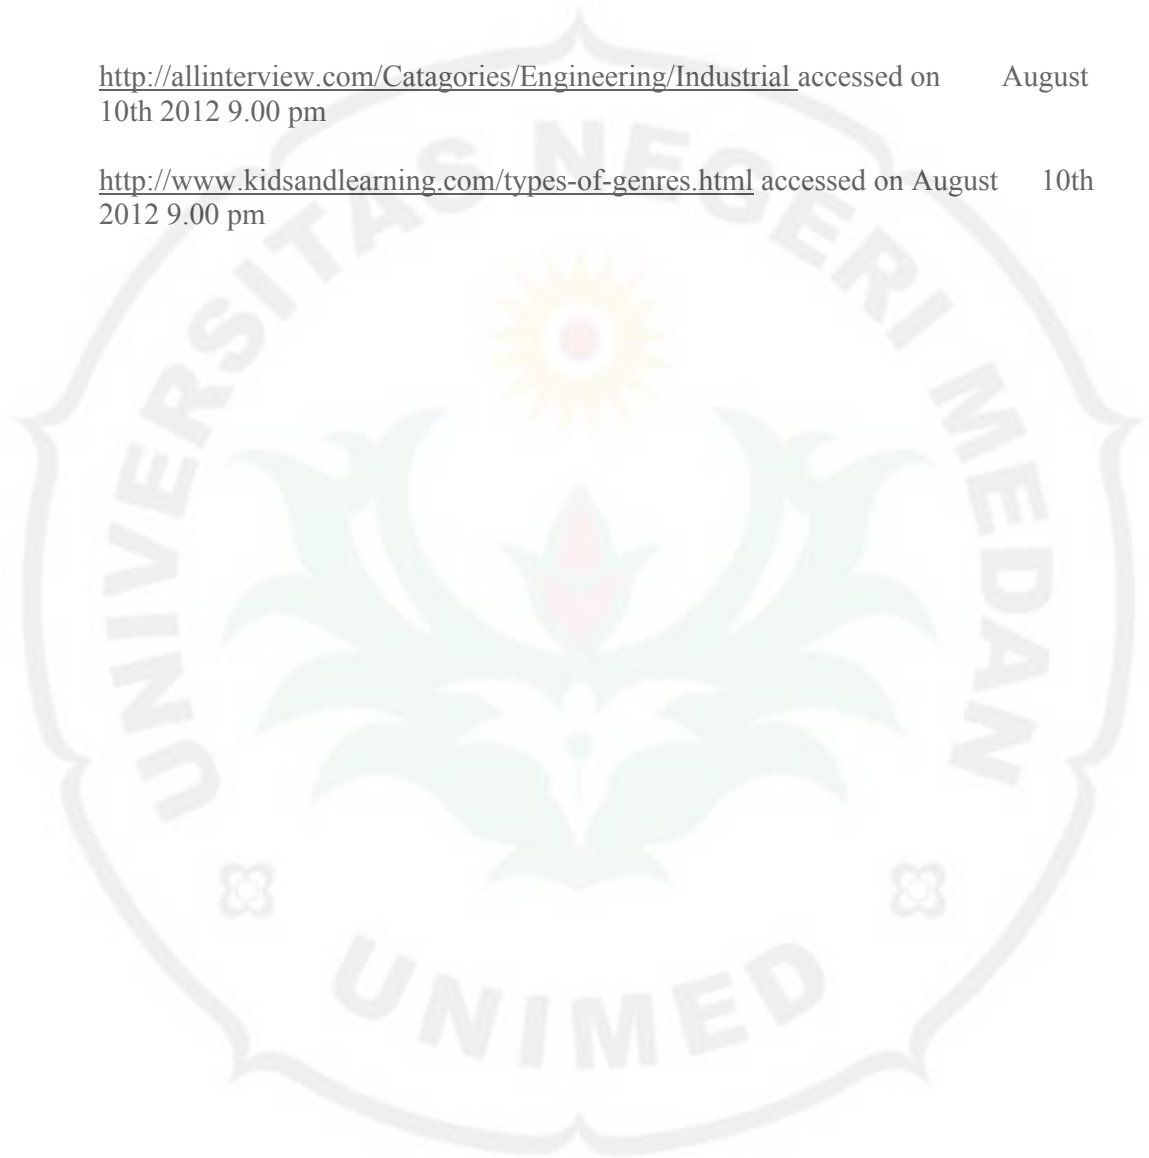 http://allinterview.com/Catagories/Engineering/Industrial accessed on August
10th 2012 9.00 pm
http://www.kidsandlearning.com/types-of-genres.html accessed on August 10th
2012 9.00 pm
UNIVERSITAS NEGERI MEDAN
UNIMED